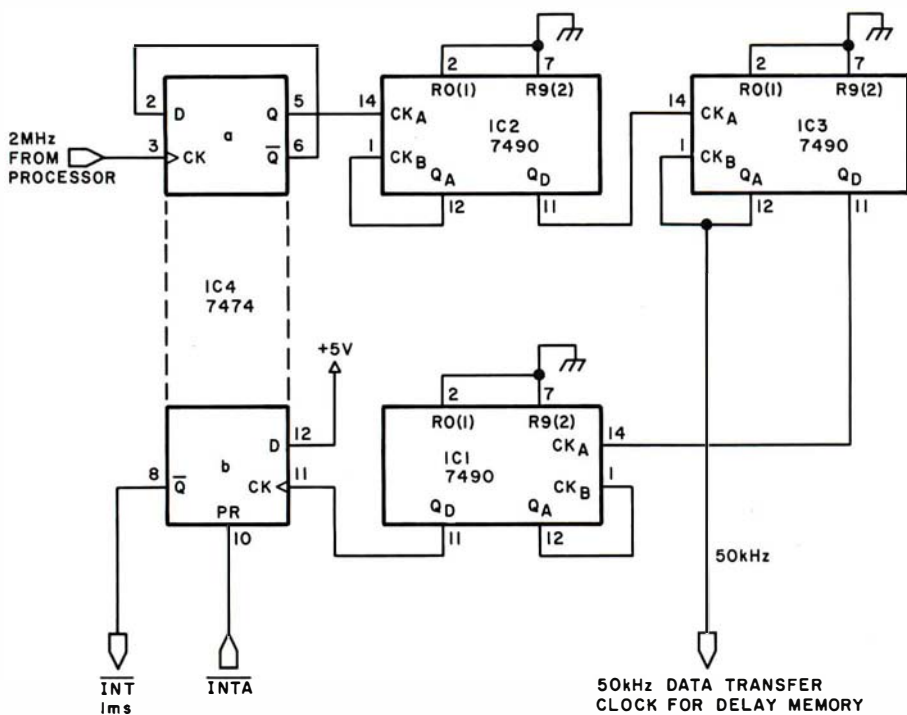 2 7
R0(1) R9(2)
14 CKA
IC2
7490
1 CKB
QA QD
12 11
2 7
R0(1) R9(2)
14 CKA
IC3
7490
1 CKB
QA QD
12 11
2 D Q 5
a
3 CK Q̅ 6
2MHz
FROM
PROCESSOR
IC4
7474
+5V
D 12
8 Q̅ b CK 11
PR
10
2 7
R0(1) R9(2)
CKA 14
IC1
7490
CKB 1
QD QA
11 12
50kHz
I̅N̅T̅
1ms
I̅N̅T̅A̅
50kHz DATA TRANSFER
CLOCK FOR DELAY MEMORY